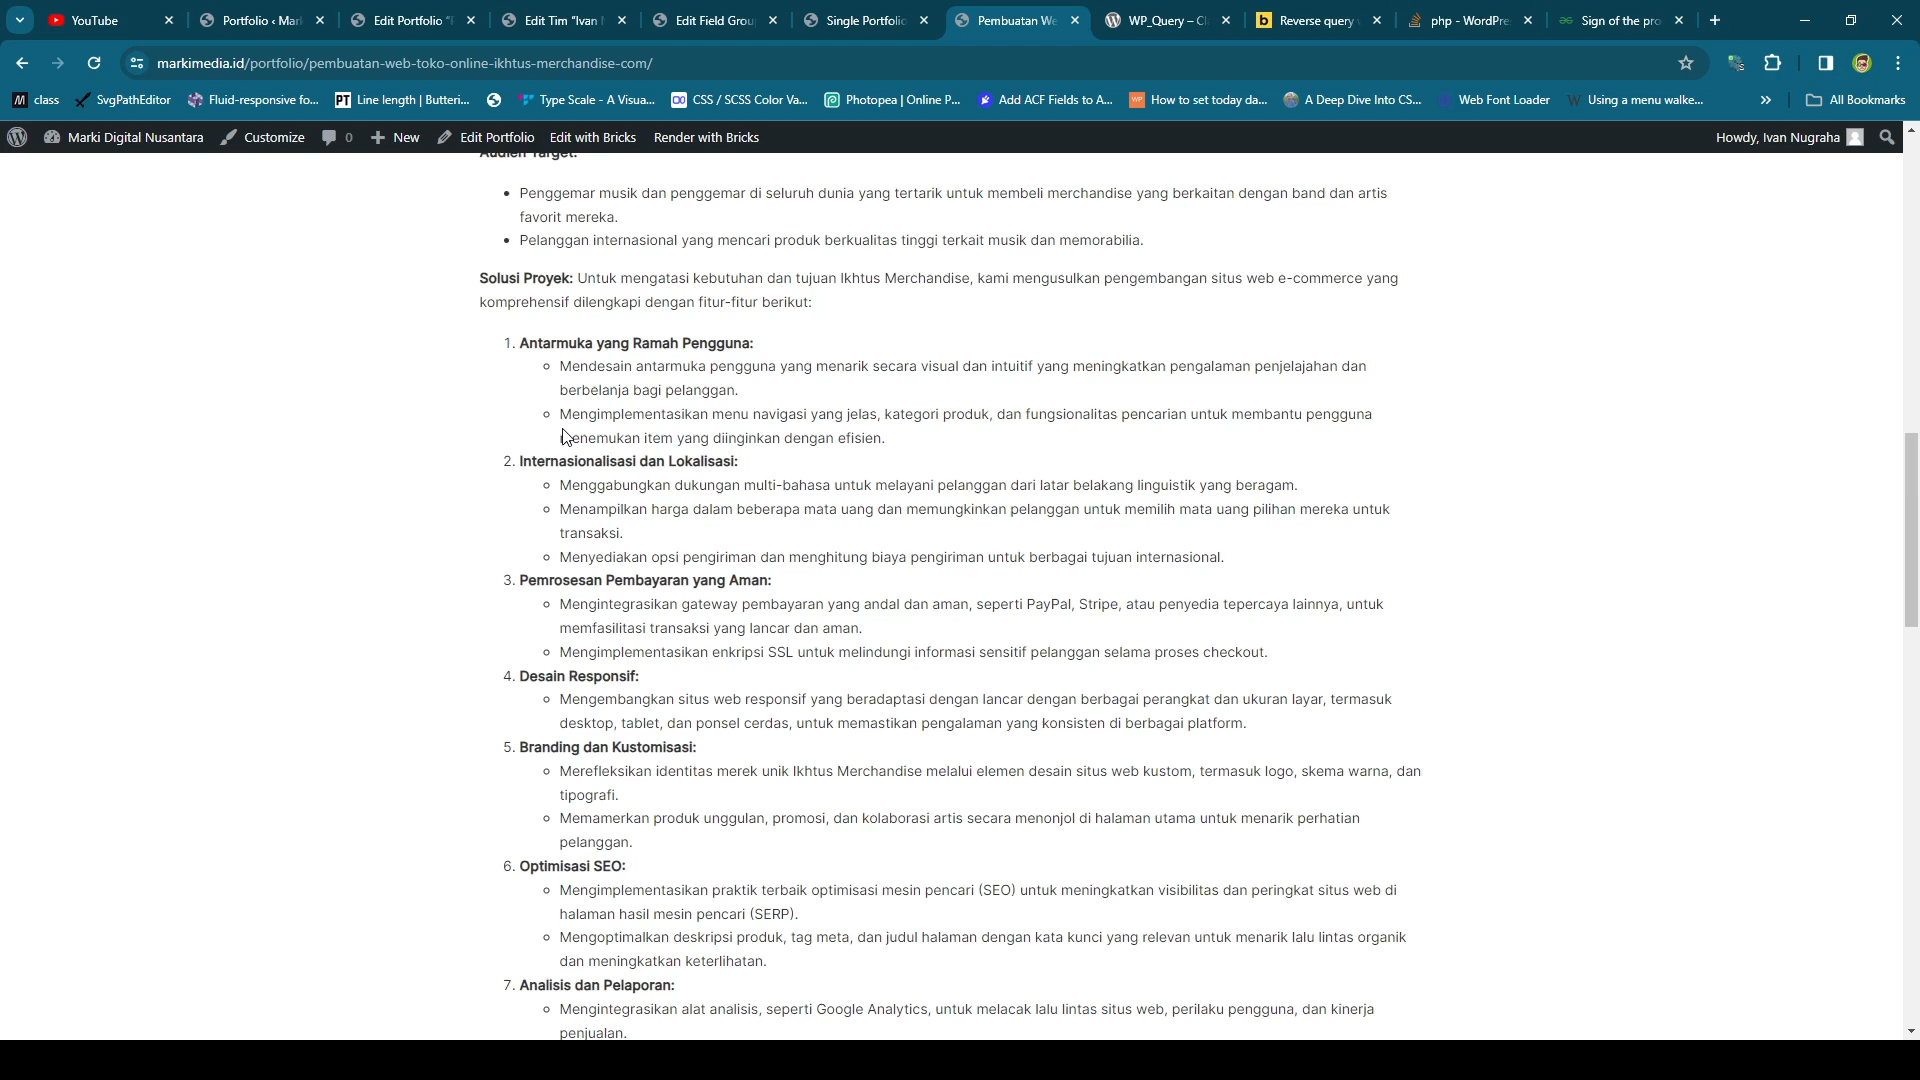 YouTube
Portfolio ‹ Mar
Edit Portfolio "
Edit Tim "Ivan
Edit Field Grou
Single Portfolio
Pembuatan We
WP_Query – Cl
Reverse query
php - WordPre
Sign of the pro
markimedia.id/portfolio/pembuatan-web-toko-online-ikhtus-merchandise-com/
class
SvgPathEditor
Fluid-responsive fo...
Line length | Butteri...
Type Scale - A Visua...
CSS / SCSS Color Va...
Photopea | Online P...
Add ACF Fields to A...
How to set today da...
A Deep Dive Into CS...
Web Font Loader
Using a menu walke...
»
All Bookmarks
Marki Digital Nusantara
Customize
0
New
Edit Portfolio
Edit with Bricks
Render with Bricks
Howdy, Ivan Nugraha
Audien Target:
• Penggemar musik dan penggemar di seluruh dunia yang tertarik untuk membeli merchandise yang berkaitan dengan band dan artis
favorit mereka.
• Pelanggan internasional yang mencari produk berkualitas tinggi terkait musik dan memorabilia.
Solusi Proyek: Untuk mengatasi kebutuhan dan tujuan Ikhtus Merchandise, kami mengusulkan pengembangan situs web e-commerce yang
komprehensif dilengkapi dengan fitur-fitur berikut:
1. Antarmuka yang Ramah Pengguna:
Mendesain antarmuka pengguna yang menarik secara visual dan intuitif yang meningkatkan pengalaman penjelajahan dan
berbelanja bagi pelanggan.
Mengimplementasikan menu navigasi yang jelas, kategori produk, dan fungsionalitas pencarian untuk membantu pengguna
menemukan item yang diinginkan dengan efisien.
2. Internasionalisasi dan Lokalisasi:
Menggabungkan dukungan multi-bahasa untuk melayani pelanggan dari latar belakang linguistik yang beragam.
Menampilkan harga dalam beberapa mata uang dan memungkinkan pelanggan untuk memilih mata uang pilihan mereka untuk
transaksi.
Menyediakan opsi pengiriman dan menghitung biaya pengiriman untuk berbagai tujuan internasional.
3. Pemrosesan Pembayaran yang Aman:
Mengintegrasikan gateway pembayaran yang andal dan aman, seperti PayPal, Stripe, atau penyedia tepercaya lainnya, untuk
memfasilitasi transaksi yang lancar dan aman.
Mengimplementasikan enkripsi SSL untuk melindungi informasi sensitif pelanggan selama proses checkout.
4. Desain Responsif:
Mengembangkan situs web responsif yang beradaptasi dengan lancar dengan berbagai perangkat dan ukuran layar, termasuk
desktop, tablet, dan ponsel cerdas, untuk memastikan pengalaman yang konsisten di berbagai platform.
5. Branding dan Kustomisasi:
Merefleksikan identitas merek unik Ikhtus Merchandise melalui elemen desain situs web kustom, termasuk logo, skema warna, dan
tipografi.
Memamerkan produk unggulan, promosi, dan kolaborasi artis secara menonjol di halaman utama untuk menarik perhatian
pelanggan.
6. Optimisasi SEO:
Mengimplementasikan praktik terbaik optimisasi mesin pencari (SEO) untuk meningkatkan visibilitas dan peringkat situs web di
halaman hasil mesin pencari (SERP).
Mengoptimalkan deskripsi produk, tag meta, dan judul halaman dengan kata kunci yang relevan untuk menarik lalu lintas organik
dan meningkatkan keterlihatan.
7. Analisis dan Pelaporan:
Mengintegrasikan alat analisis, seperti Google Analytics, untuk melacak lalu lintas situs web, perilaku pengguna, dan kinerja
penjualan.